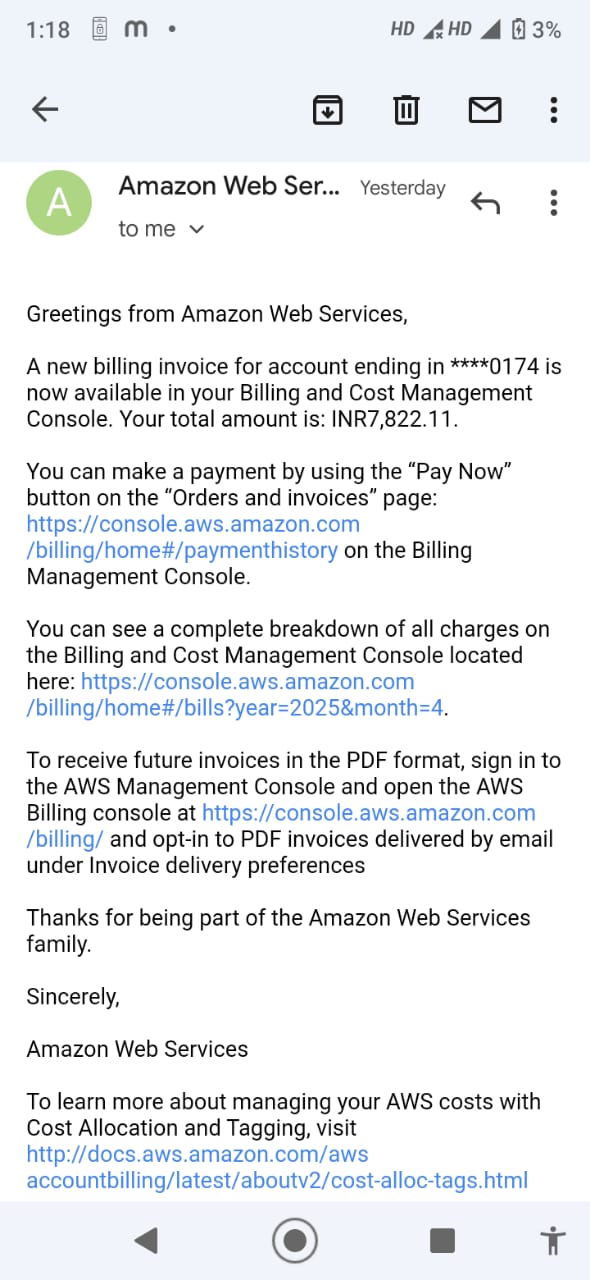 1:18 m HD HD 3%
A
Amazon Web Ser... Yesterday
to me
Greetings from Amazon Web Services,
A new billing invoice for account ending in ****0174 is
now available in your Billing and Cost Management
Console. Your total amount is: INR7,822.11.
You can make a payment by using the “Pay Now”
button on the “Orders and invoices” page:
https://console.aws.amazon.com
/billing/home#/paymenthistory on the Billing
Management Console.
You can see a complete breakdown of all charges on
the Billing and Cost Management Console located
here: https://console.aws.amazon.com
/billing/home#/bills?year=2025&month=4.
To receive future invoices in the PDF format, sign in to
the AWS Management Console and open the AWS
Billing console at https://console.aws.amazon.com
/billing/ and opt-in to PDF invoices delivered by email
under Invoice delivery preferences
Thanks for being part of the Amazon Web Services
family.
Sincerely,
Amazon Web Services
To learn more about managing your AWS costs with
Cost Allocation and Tagging, visit
http://docs.aws.amazon.com/aws
accountbilling/latest/aboutv2/cost-alloc-tags.html